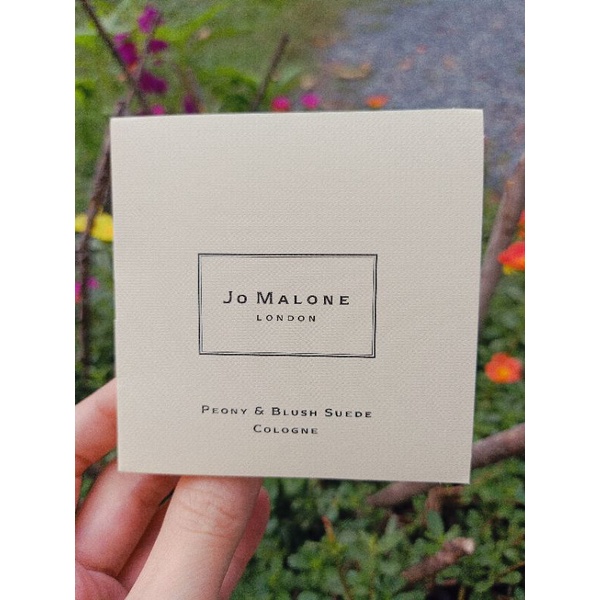 Jo Malone
LONDON
Peony & Blush Suede
Cologne